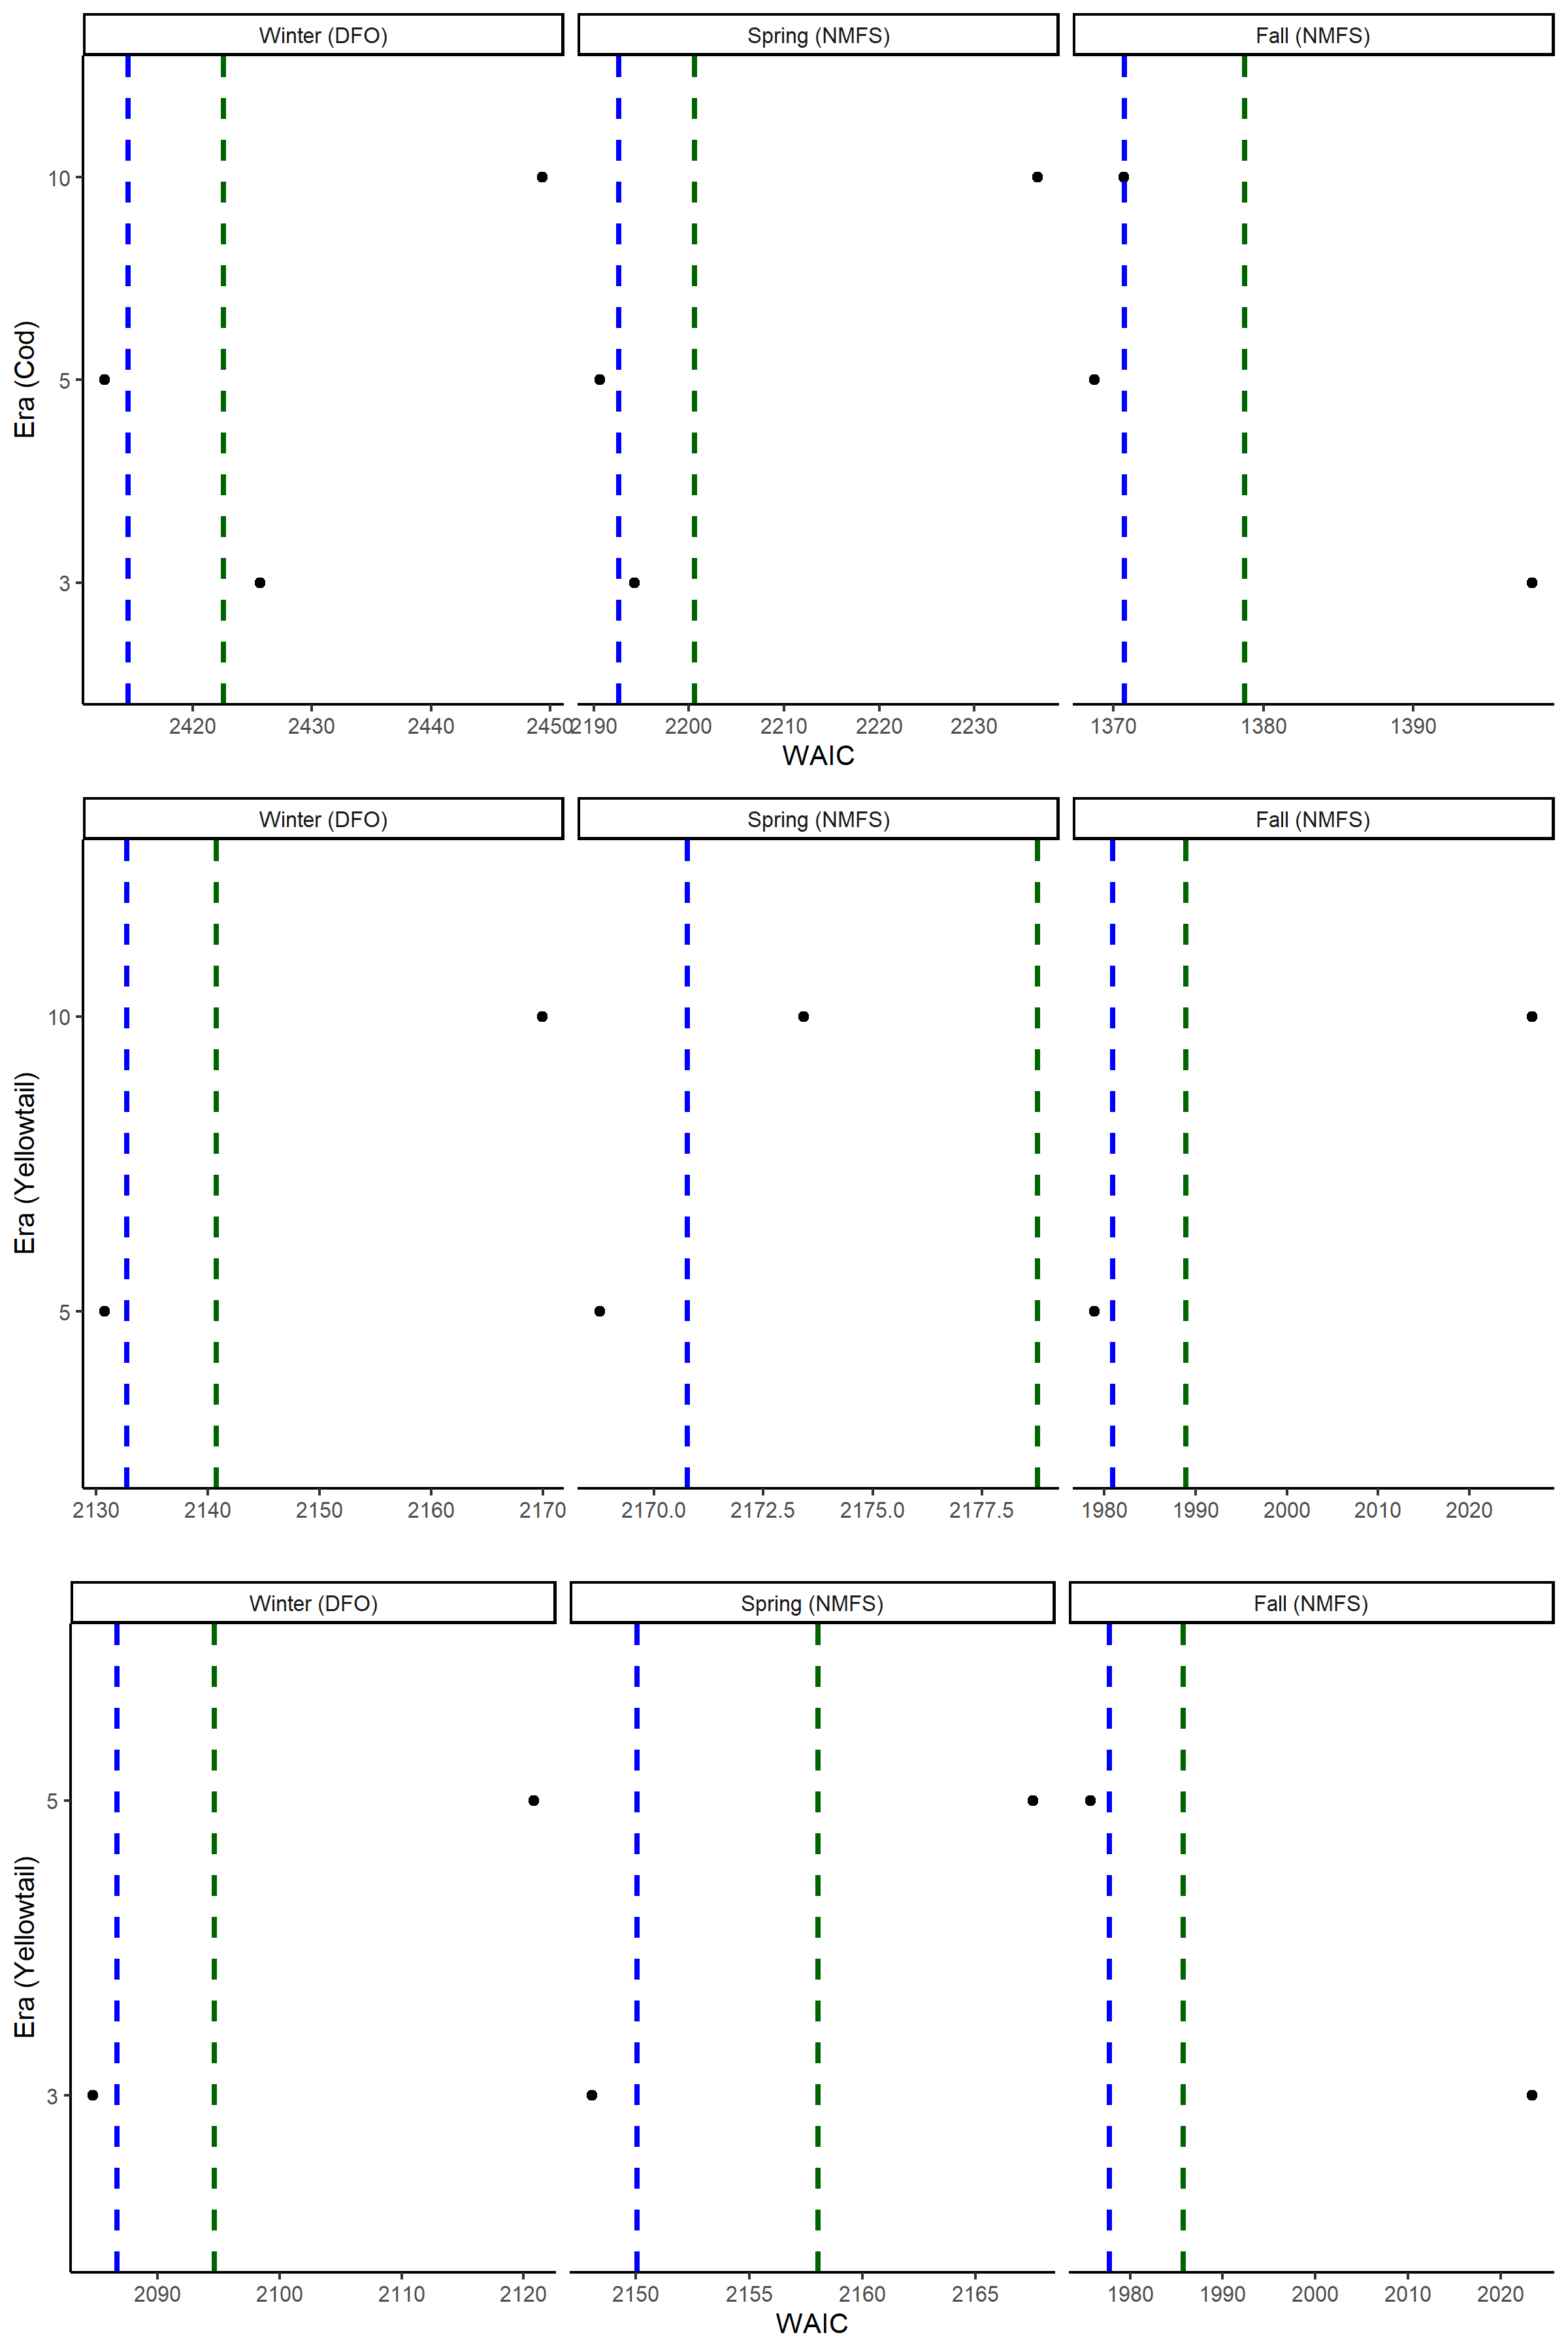 Winter (DFO) Spring (NMFS) Fall (NMFS)
Era (Cod)
10
5
3
2420 2430 2440 2450 2190 2200 2210 2220 2230 1370 1380 1390
WAIC
Winter (DFO) Spring (NMFS) Fall (NMFS)
Era (Yellowtail)
10
5
2130 2140 2150 2160 2170 2170.0 2172.5 2175.0 2177.5 1980 1990 2000 2010 2020
Winter (DFO) Spring (NMFS) Fall (NMFS)
Era (Yellowtail)
5
3
2090 2100 2110 2120 2150 2155 2160 2165 1980 1990 2000 2010 2020
WAIC